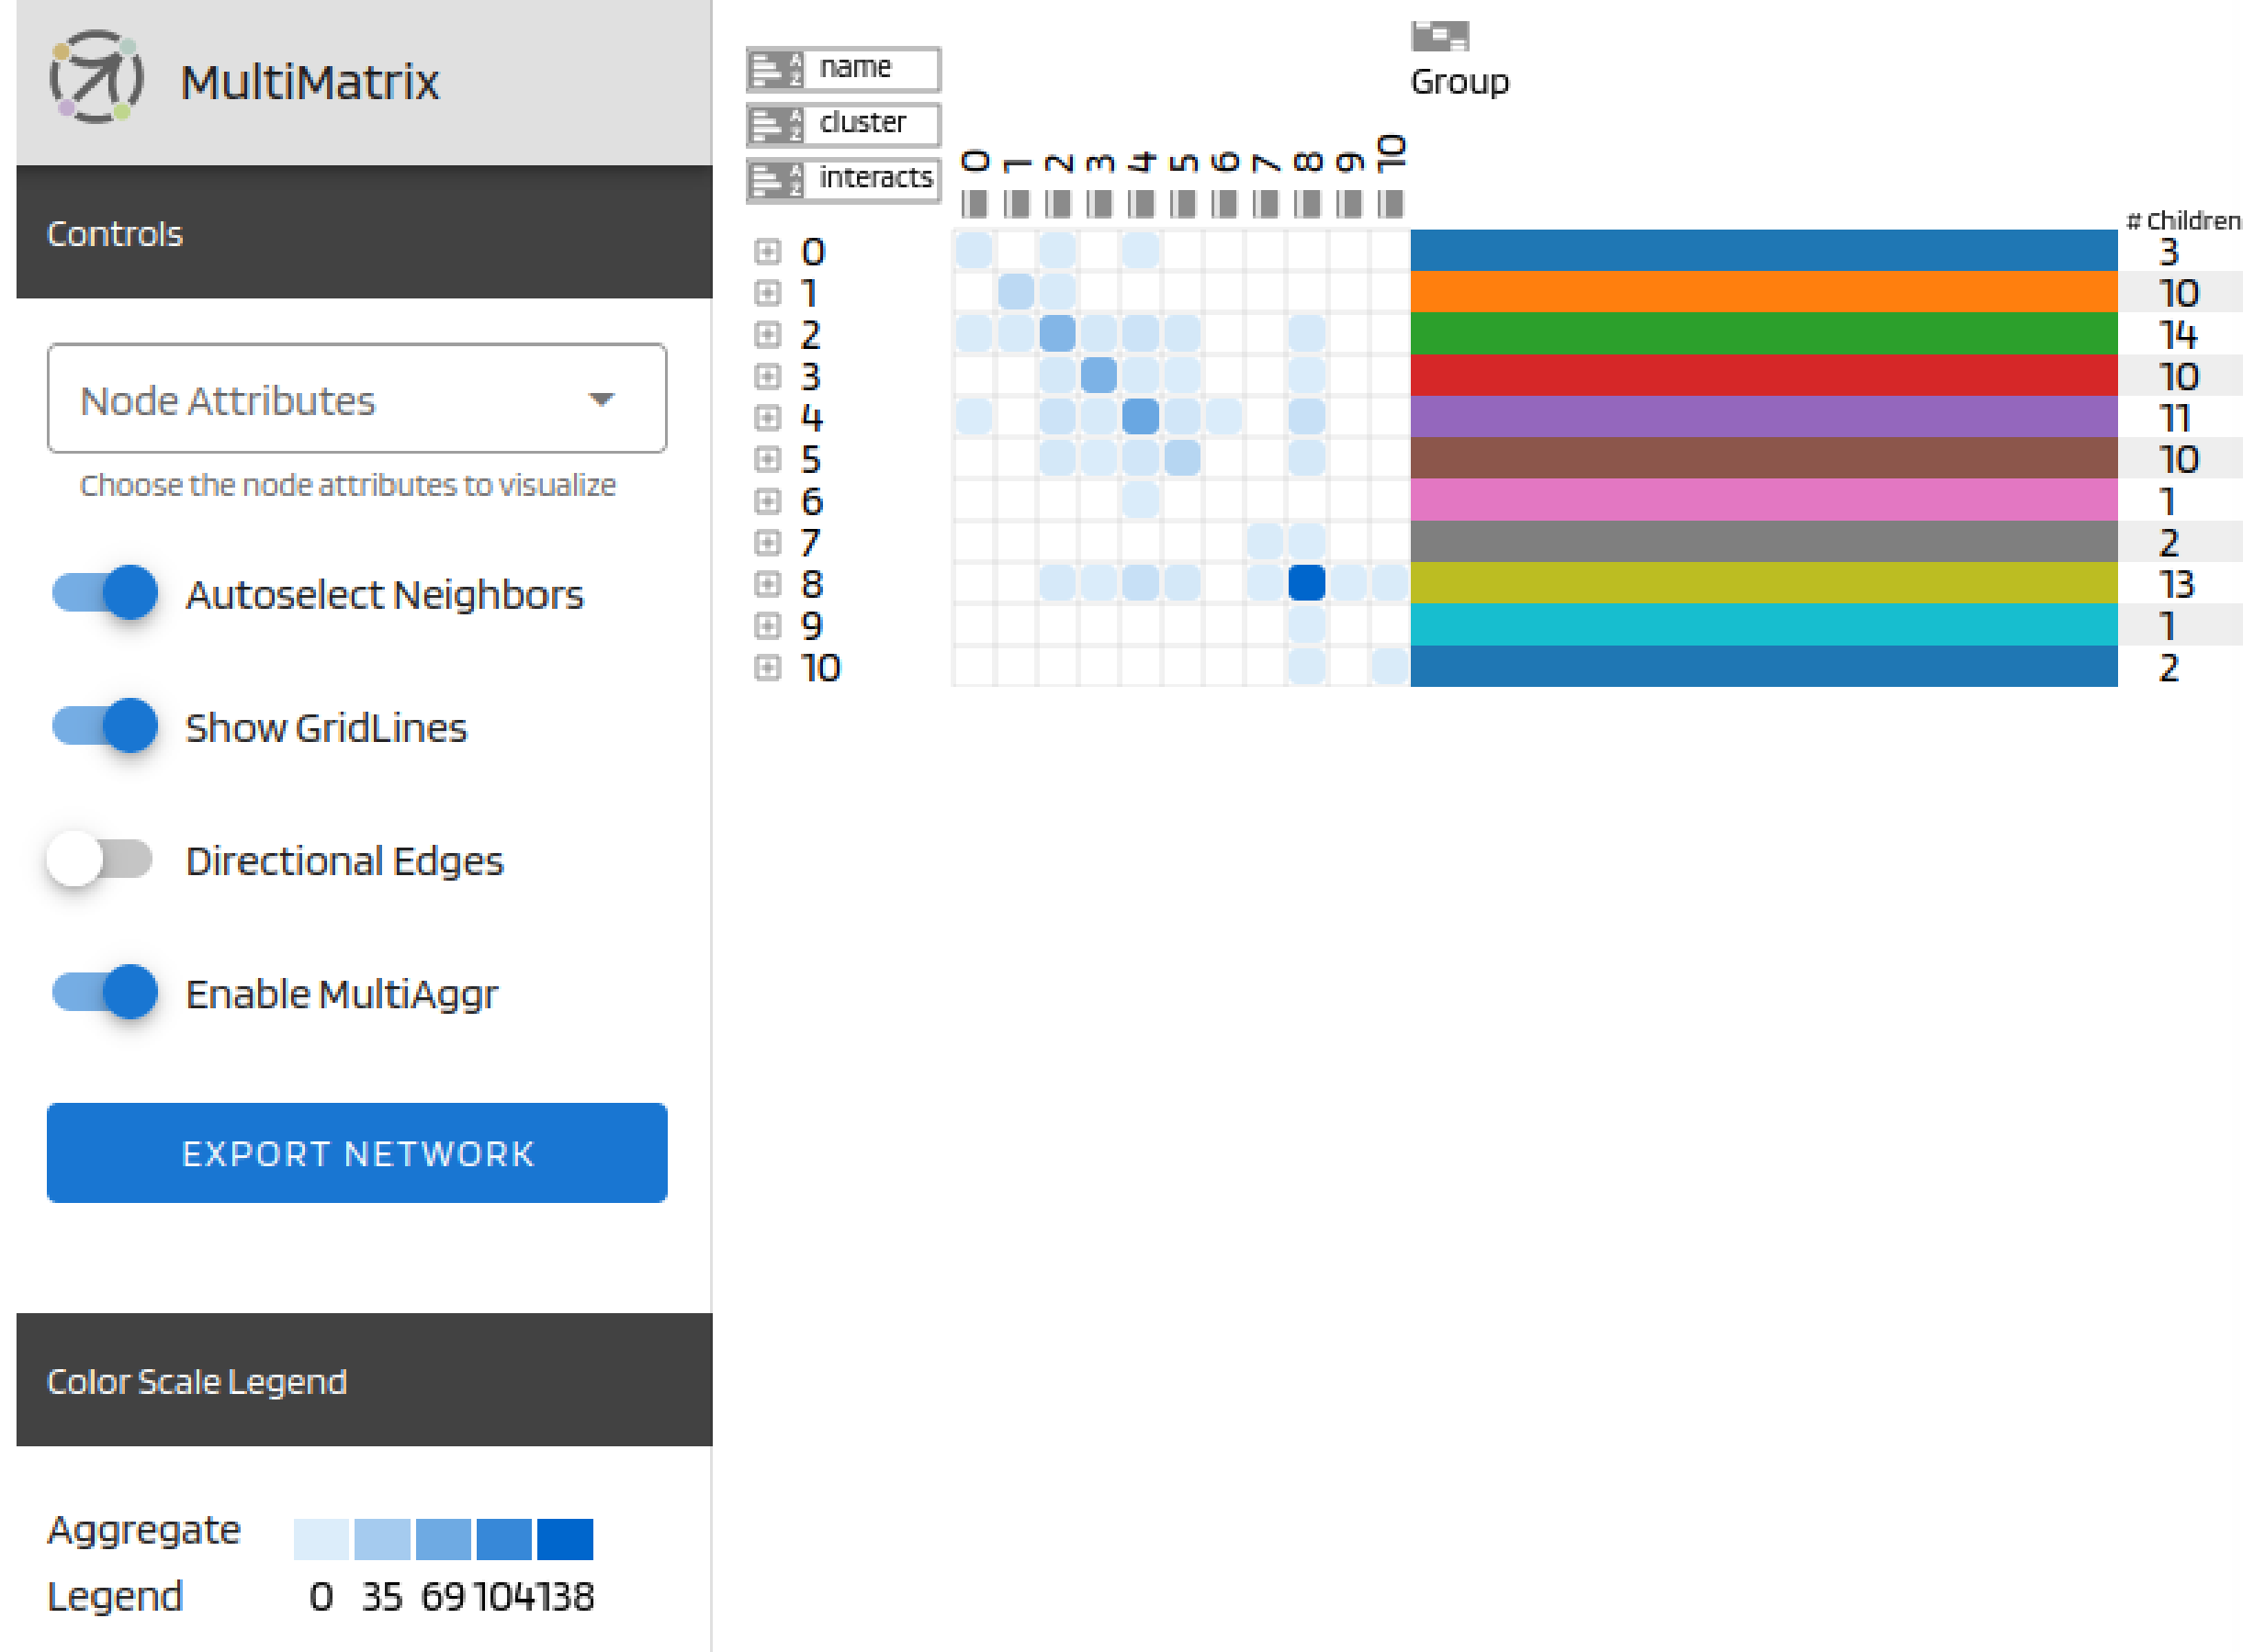 MultiMatrix
Controls
Node Attributes
Choose the node attributes to visualize
Autoselect Neighbors
Show GridLines
Directional Edges
Enable MultiAggr
EXPORT NETWORK
Color Scale Legend
Aggregate
Legend
0 35 69 104 138
A Z name
A Z cluster
A Z interacts
0 1 2 3 4 5 6 7 8 9 10
Group
# Children
0 3
1 10
2 14
3 10
4 11
5 10
6 1
7 2
8 13
9 1
10 2